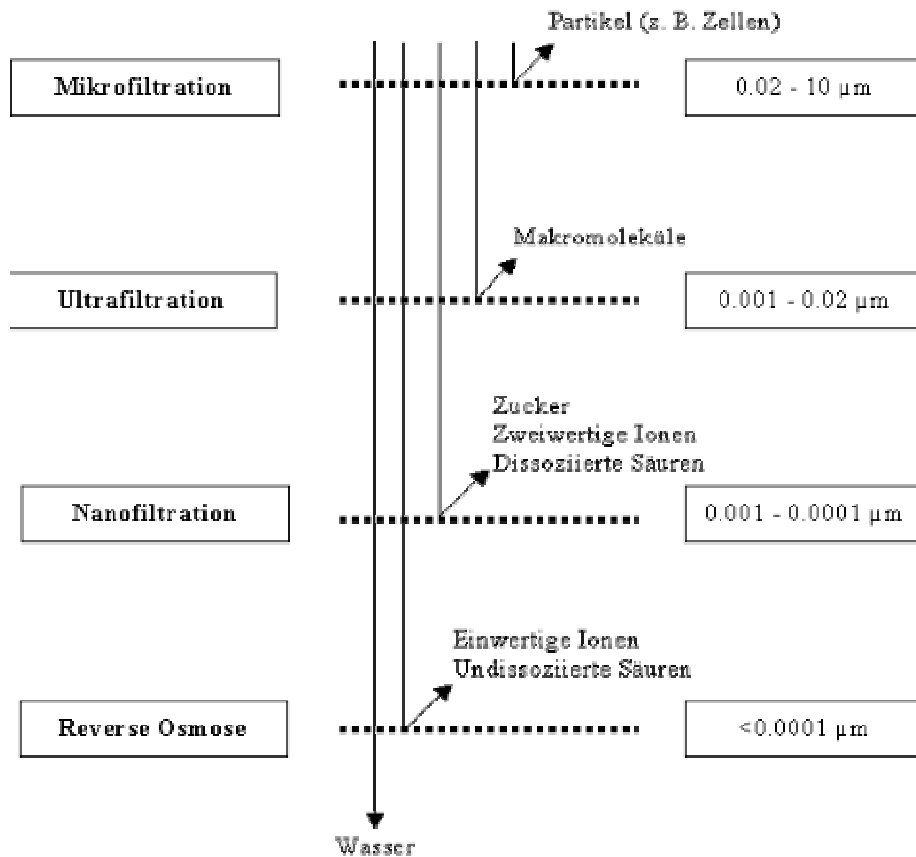 Partikel (z. B. Zellen)
Mikrofiltration
0.02 - 10 µm
Makromoleküle
Ultrafiltration
0.001 - 0.02 µm
Zucker
Zweiwertige Ionen
Dissoziierte Säuren
Nanofiltration
0.001 - 0.0001 µm
Einwertige Ionen
Undissoziierte Säuren
Reverse Osmose
<0.0001 µm
Wasser